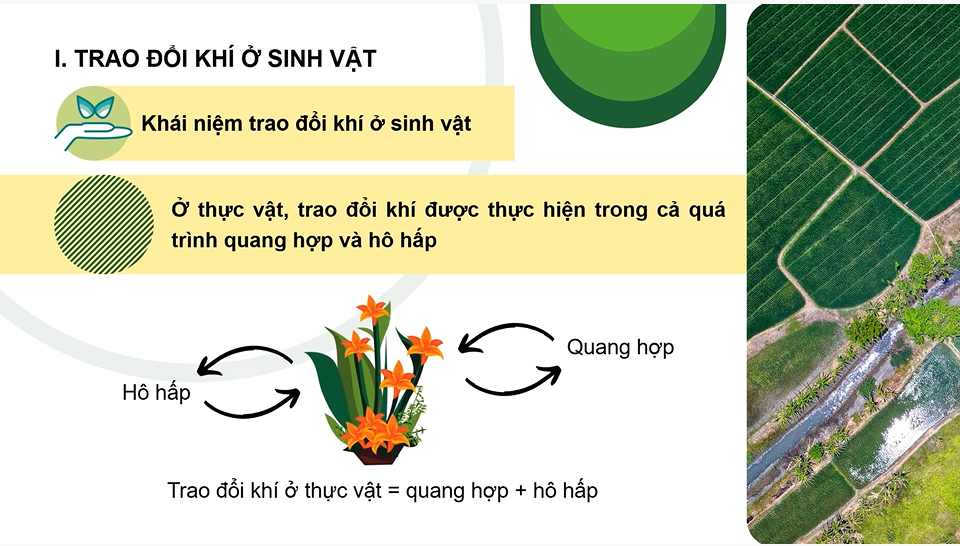 I. TRAO ĐỔI KHÍ Ở SINH VẬT
Khái niệm trao đổi khí ở sinh vật
Ở thực vật, trao đổi khí được thực hiện trong cả quá
trình quang hợp và hô hấp
Quang hợp
Hô hấp
Trao đổi khí ở thực vật = quang hợp + hô hấp